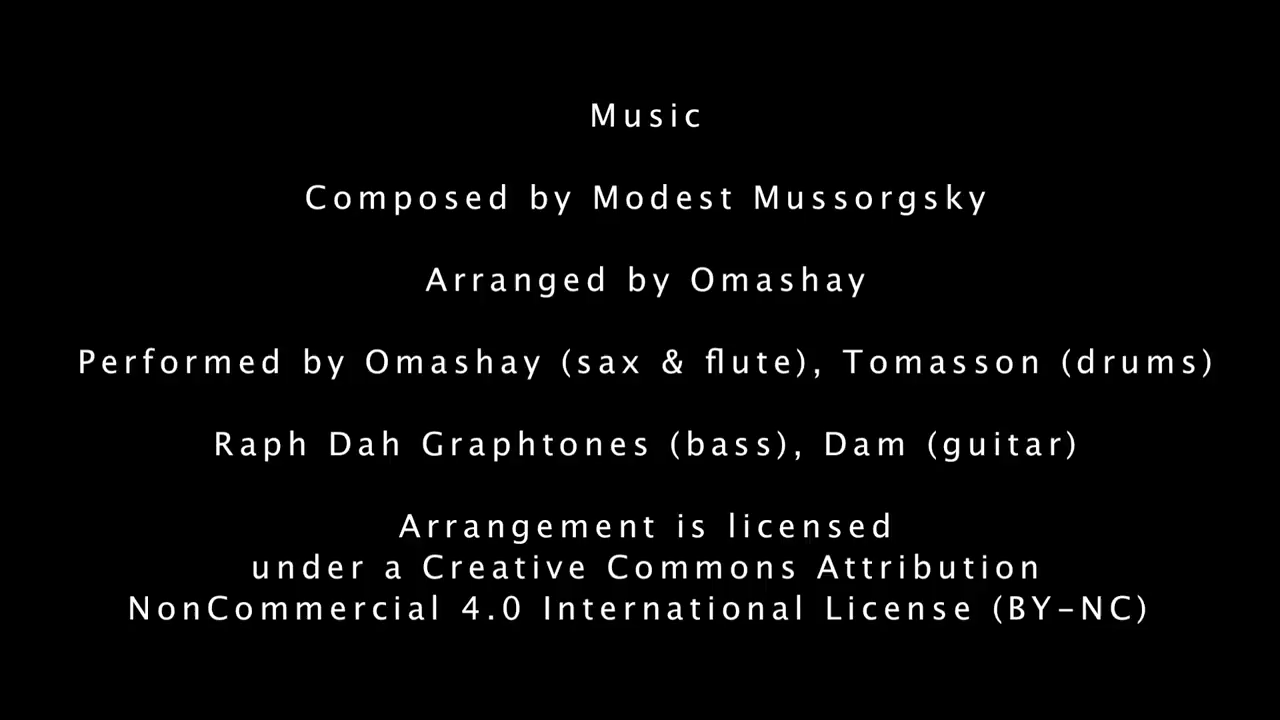 Music
Composed by Modest Mussorgsky
Arranged by Omashay
Performed by Omashay (sax & flute), Tomasson (drums)
Raph Dah Graphtones (bass), Dam (guitar)
Arrangement is licensed
under a Creative Commons Attribution
NonCommercial 4.0 International License (BY-NC)